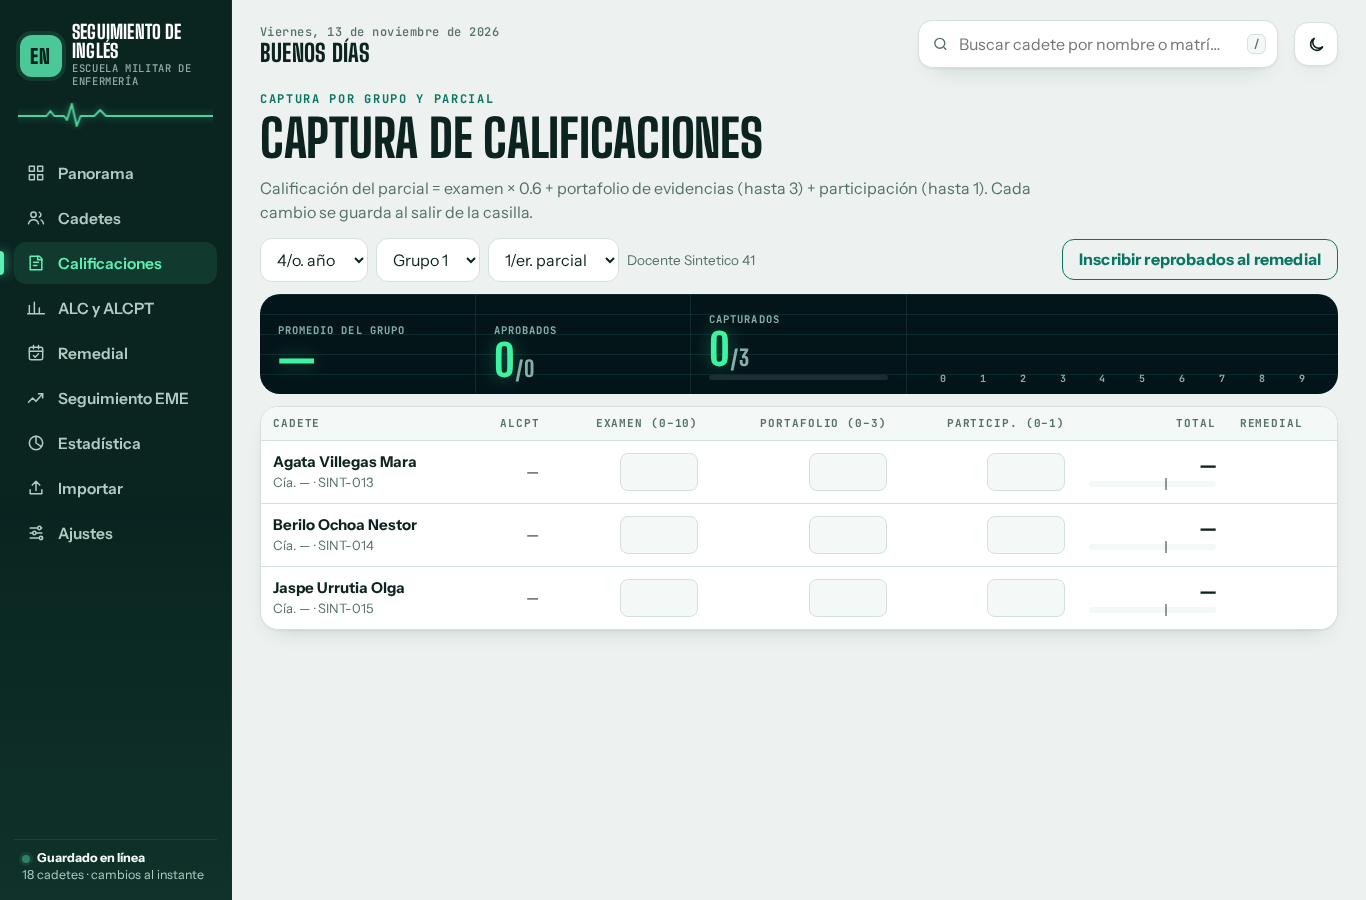 EN
SEGUIMIENTO DE
INGLÉS
ESCUELA MILITAR DE
ENFERMERÍA
Panorama
Cadetes
Calificaciones
ALC y ALCPT
Remedial
Seguimiento EME
Estadística
Importar
Ajustes
Guardado en línea
18 cadetes · cambios al instante
Viernes, 13 de noviembre de 2026
BUENOS DÍAS
Buscar cadete por nombre o matrí... /
CAPTURA POR GRUPO Y PARCIAL
CAPTURA DE CALIFICACIONES
Calificación del parcial = examen × 0.6 + portafolio de evidencias (hasta 3) + participación (hasta 1). Cada
cambio se guarda al salir de la casilla.
4/o. año Grupo 1 1/er. parcial Docente Sintetico 41 Inscribir reprobados al remedial
PROMEDIO DEL GRUPO
—
APROBADOS
0/0
CAPTURADOS
0/3
0 1 2 3 4 5 6 7 8 9
CADETE ALCPT EXAMEN (0–10) PORTAFOLIO (0–3) PARTICIP. (0–1) TOTAL REMEDIAL
Agata Villegas Mara — —
Cía. — · SINT-013
Berilo Ochoa Nestor — —
Cía. — · SINT-014
Jaspe Urrutia Olga — —
Cía. — · SINT-015